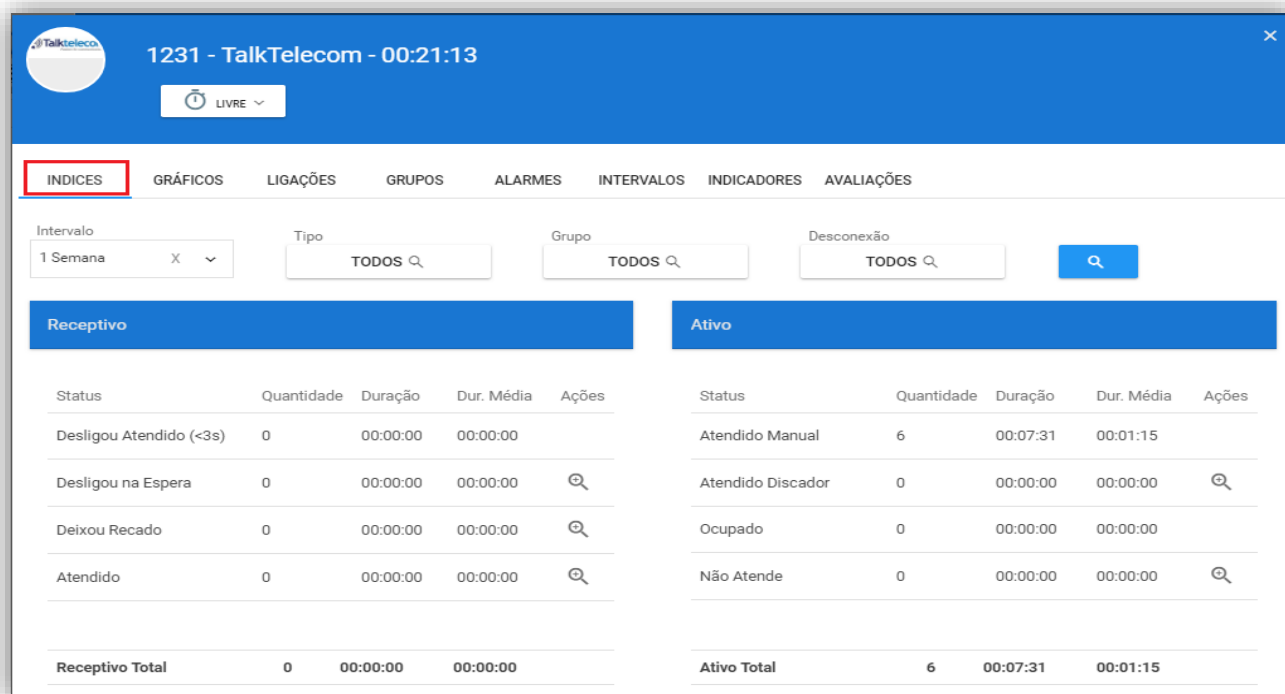 Talkteleco
1231 - TalkTelecom - 00:21:13
×
LIVRE
INDICES GRÁFICOS LIGAÇÕES GRUPOS ALARMES INTERVALOS INDICADORES AVALIAÇÕES
Intervalo Tipo Grupo Desconexão
1 Semana X TODOS TODOS TODOS
Receptivo
Status Quantidade Duração Dur. Média Ações
Desligou Atendido (<3s) 0 00:00:00 00:00:00
Desligou na Espera 0 00:00:00 00:00:00
Deixou Recado 0 00:00:00 00:00:00
Atendido 0 00:00:00 00:00:00
Receptivo Total 0 00:00:00 00:00:00
Ativo
Status Quantidade Duração Dur. Média Ações
Atendido Manual 6 00:07:31 00:01:15
Atendido Discador 0 00:00:00 00:00:00
Ocupado 0 00:00:00 00:00:00
Não Atende 0 00:00:00 00:00:00
Ativo Total 6 00:07:31 00:01:15